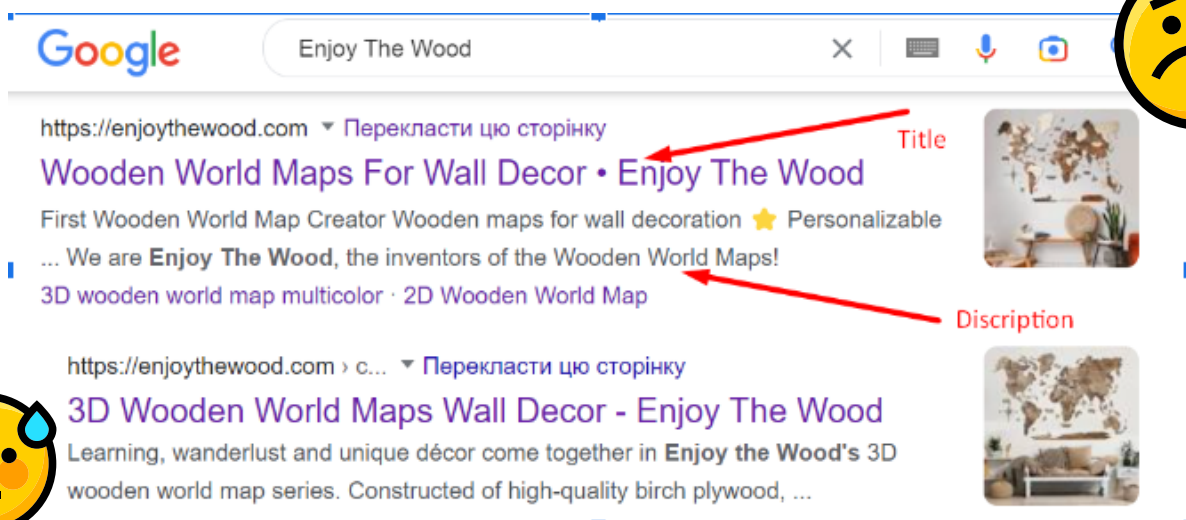 Google
Enjoy The Wood
https://enjoythewood.com Перекласти цю сторінку
Title
Wooden World Maps For Wall Decor • Enjoy The Wood
First Wooden World Map Creator Wooden maps for wall decoration ⭐ Personalizable
... We are Enjoy The Wood, the inventors of the Wooden World Maps!
3D wooden world map multicolor · 2D Wooden World Map
Discription
https://enjoythewood.com › c... Перекласти цю сторінку
3D Wooden World Maps Wall Decor - Enjoy The Wood
Learning, wanderlust and unique décor come together in Enjoy the Wood's 3D
wooden world map series. Constructed of high-quality birch plywood, ...